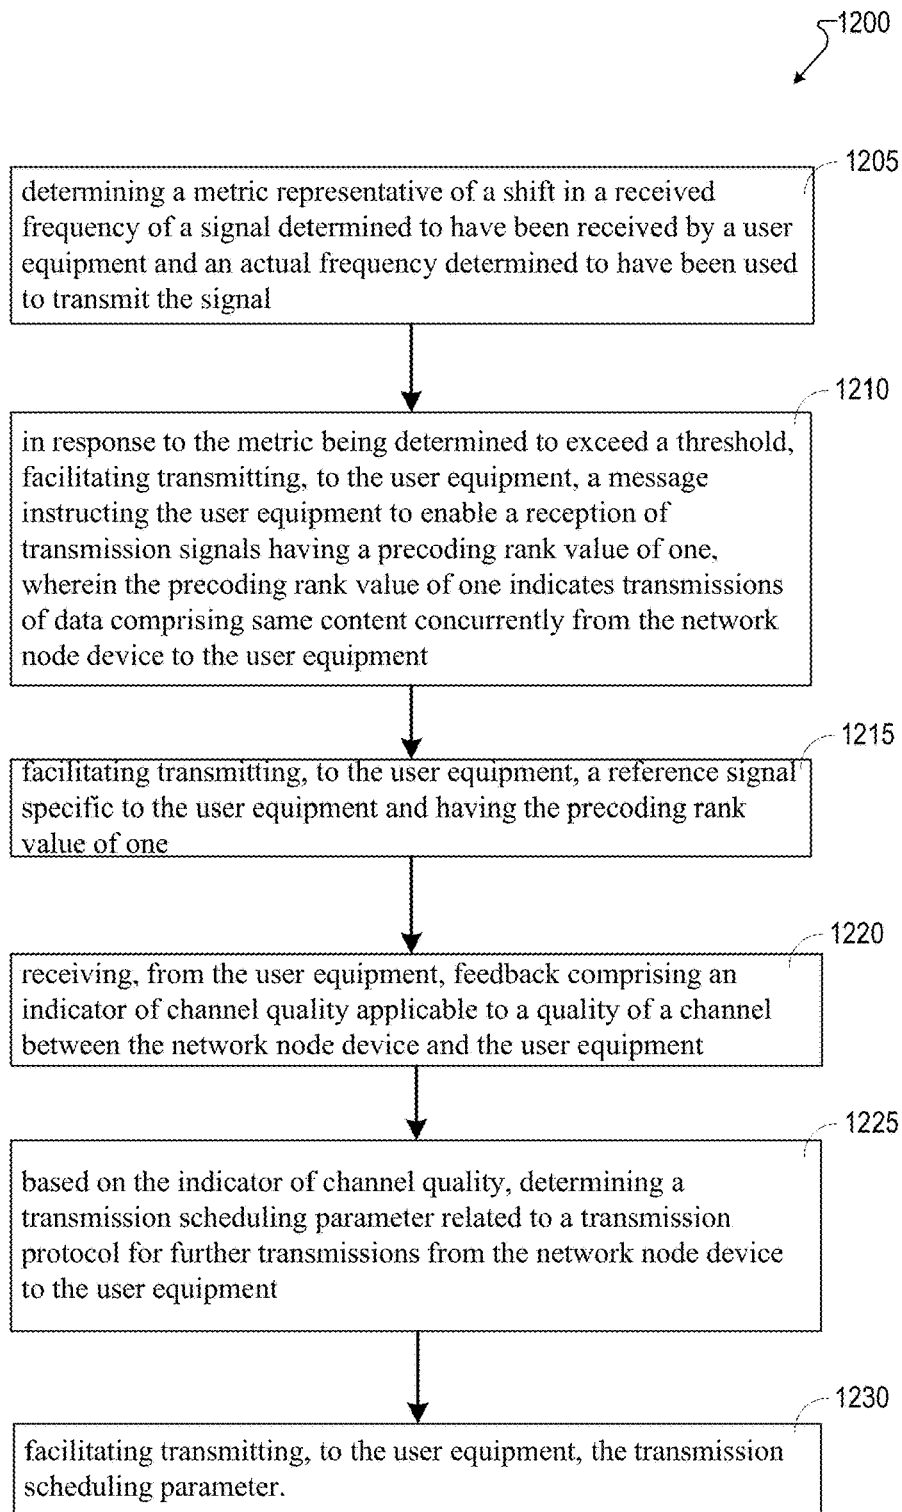 1200
1205
determining a metric representative of a shift in a received
frequency of a signal determined to have been received by a user
equipment and an actual frequency determined to have been used
to transmit the signal
1210
in response to the metric being determined to exceed a threshold,
facilitating transmitting, to the user equipment, a message
instructing the user equipment to enable a reception of
transmission signals having a precoding rank value of one,
wherein the precoding rank value of one indicates transmissions
of data comprising same content concurrently from the network
node device to the user equipment
1215
facilitating transmitting, to the user equipment, a reference signal
specific to the user equipment and having the precoding rank
value of one
1220
receiving, from the user equipment, feedback comprising an
indicator of channel quality applicable to a quality of a channel
between the network node device and the user equipment
1225
based on the indicator of channel quality, determining a
transmission scheduling parameter related to a transmission
protocol for further transmissions from the network node device
to the user equipment
1230
facilitating transmitting, to the user equipment, the transmission
scheduling parameter.